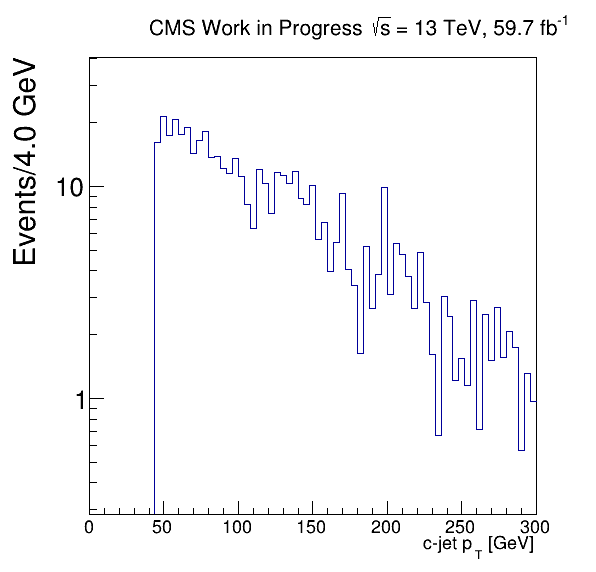 CMS Work in Progress √s = 13 TeV, 59.7 fb⁻¹
Events/4.0 GeV
10
1
0 50 100 150 200 250 300
c-jet p_T [GeV]